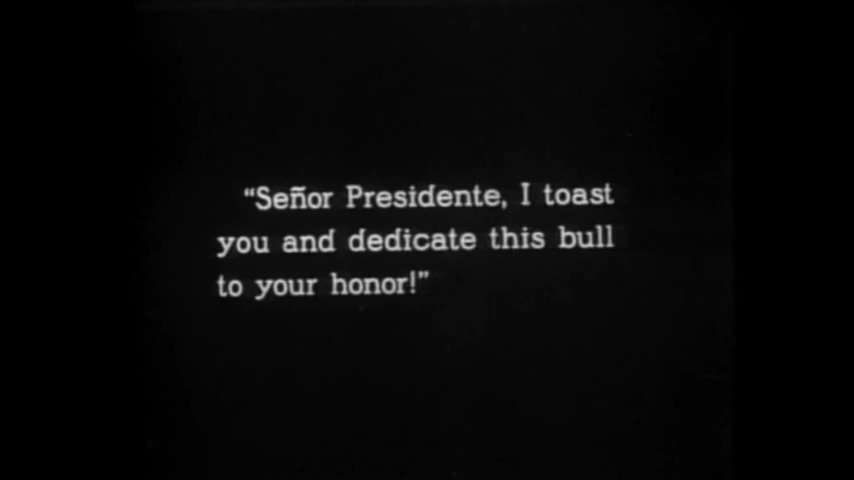 “Señor Presidente, I toast
you and dedicate this bull
to your honor!”